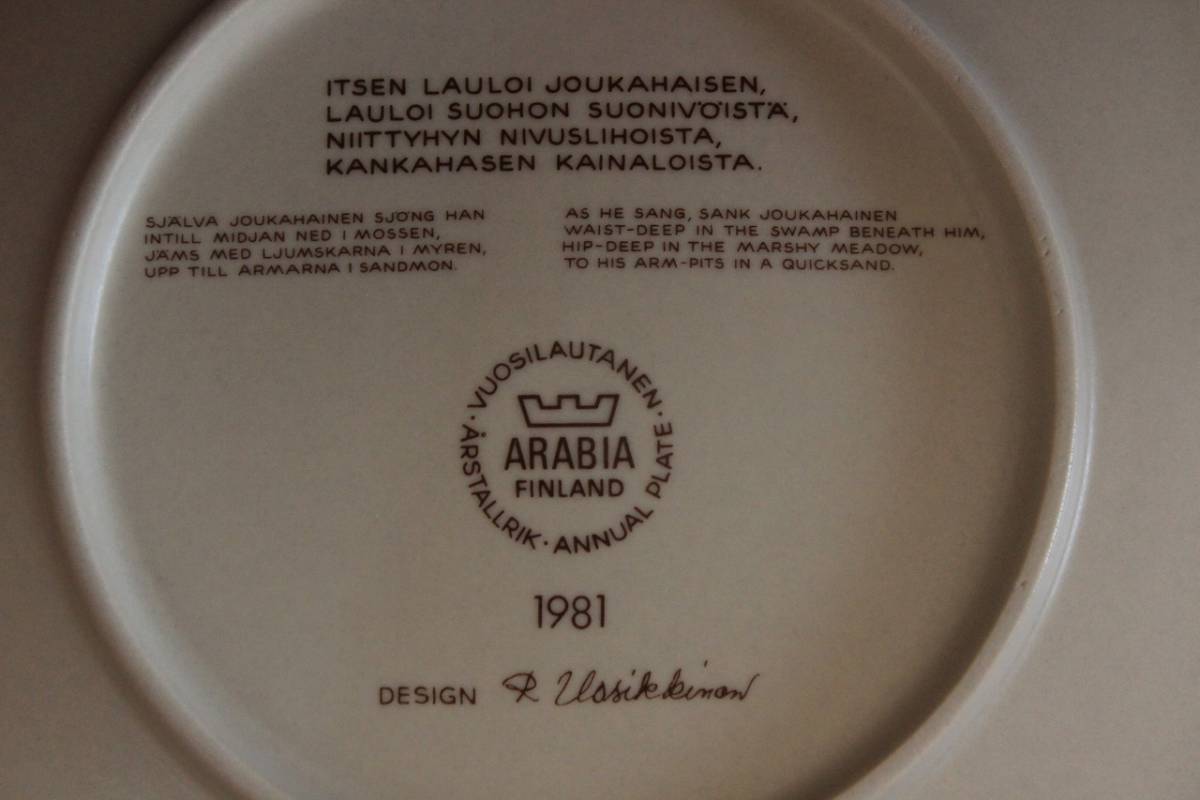 ITSEN LAULOI JOUKAHAISEN,
LAULOI SUOHON SUONIVÖISTÄ,
NIITTYHYN NIVUSLIHOISTA,
KANKAHASEN KAINALOISTA.
SJÄLVA JOUKAHAINEN SJÖNG HAN
INTILL MIDJAN NED I MOSSEN,
JÄMS MED LJUMSKARNA I MYREN,
UPP TILL ARMARNA I SANDMON.
AS HE SANG, SANK JOUKAHAINEN
WAIST-DEEP IN THE SWAMP BENEATH HIM,
HIP-DEEP IN THE MARSHY MEADOW,
TO HIS ARM-PITS IN A QUICKSAND.
· VUOSILAUTANEN ·
ARABIA
FINLAND
ÅRSTALLRIK · ANNUAL PLATE
1981
DESIGN R Uosikkinen